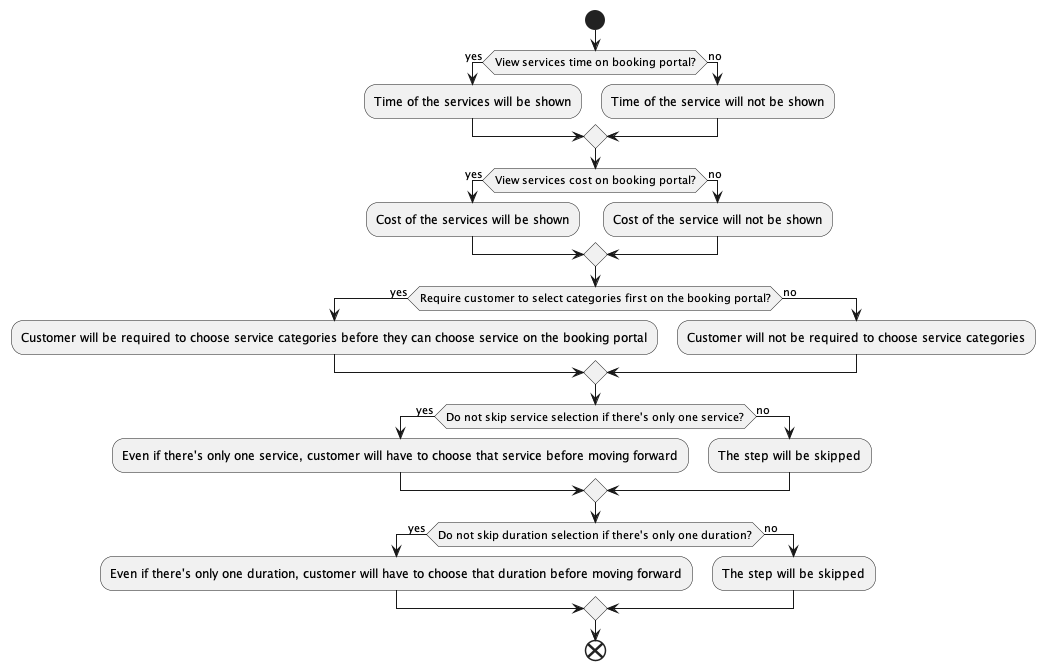 yes
View services time on booking portal?
no
Time of the services will be shown
Time of the service will not be shown
yes
View services cost on booking portal?
no
Cost of the services will be shown
Cost of the service will not be shown
yes
Require customer to select categories first on the booking portal?
no
Customer will be required to choose service categories before they can choose service on the booking portal
Customer will not be required to choose service categories
yes
Do not skip service selection if there's only one service?
no
Even if there's only one service, customer will have to choose that service before moving forward
The step will be skipped
yes
Do not skip duration selection if there's only one duration?
no
Even if there's only one duration, customer will have to choose that duration before moving forward
The step will be skipped